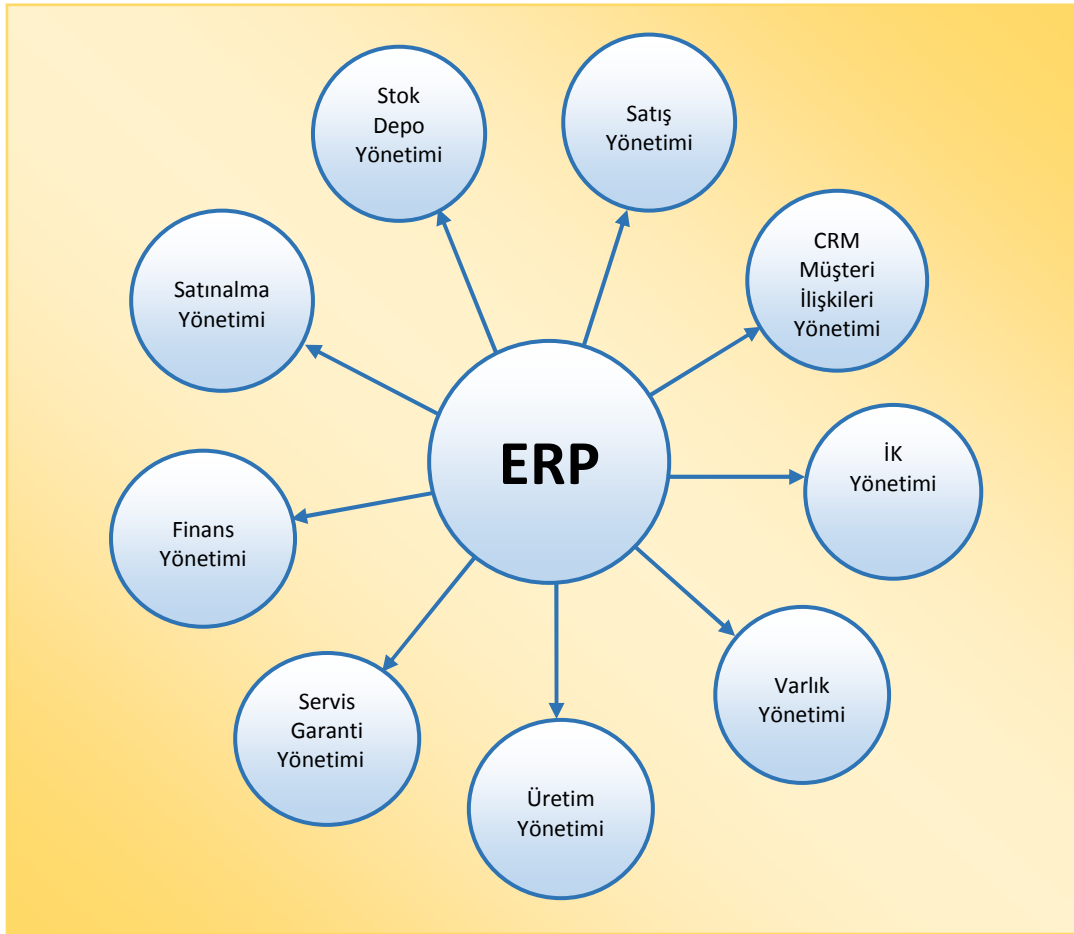 Stok
Depo
Yönetimi
Satış
Yönetimi
CRM
Müşteri
İlişkileri
Yönetimi
Satınalma
Yönetimi
ERP
İK
Yönetimi
Finans
Yönetimi
Varlık
Yönetimi
Servis
Garanti
Yönetimi
Üretim
Yönetimi